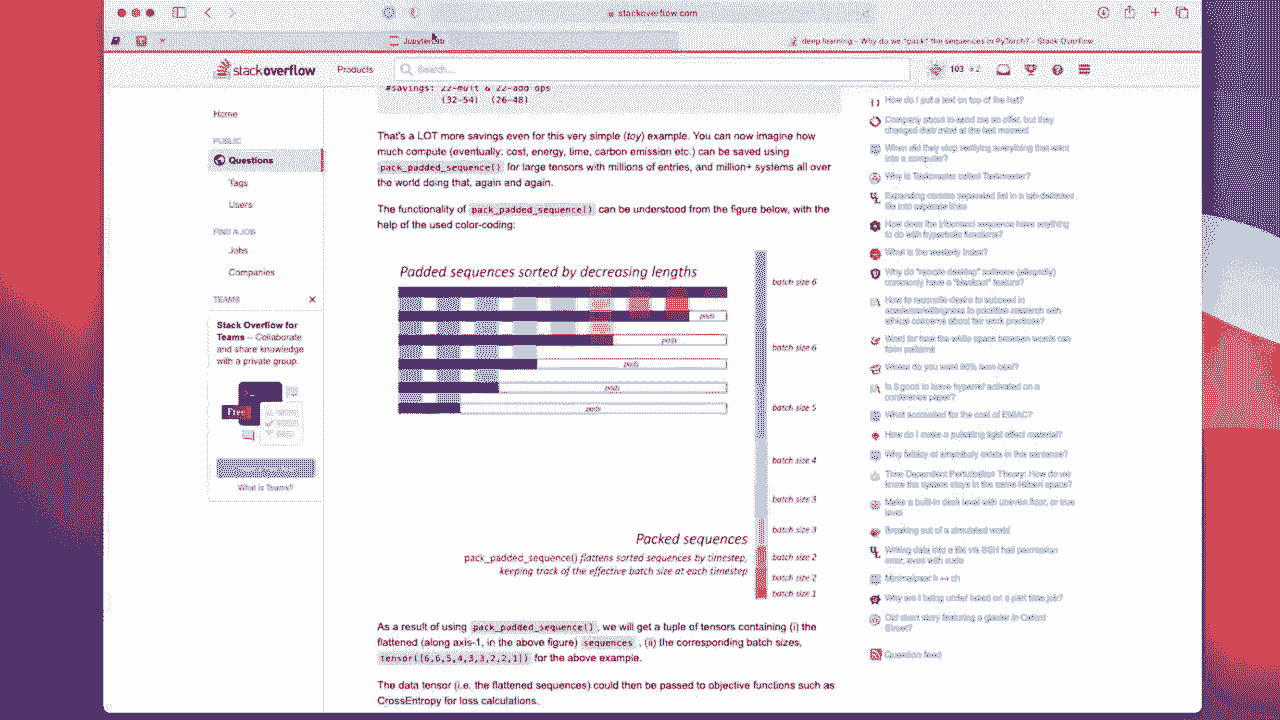 stackoverflow.com
JupyterLab
deep learning - Why do we "pack" the sequences in PyTorch? - Stack Overflow
stackoverflow
Products
Search...
103
#savings: 22-mult & 22-add ops
(32-54) (26-48)
Home
PUBLIC
Questions
Tags
Users
FIND A JOB
Jobs
Companies
TEAMS
Stack Overflow for
Teams – Collaborate
and share knowledge
with a private group.
Free
What is Teams?
That's a LOT more savings even for this very simple (toy) example. You can now imagine how
much compute (eventually: cost, energy, time, carbon emission etc.) can be saved using
pack_padded_sequence() for large tensors with millions of entries, and million+ systems all over
the world doing that, again and again.
The functionality of pack_padded_sequence() can be understood from the figure below, with the
help of the used color-coding:
Padded sequences sorted by decreasing lengths
pads
pads
pads
pads
pads
batch size 6
batch size 6
batch size 5
batch size 4
batch size 3
batch size 3
batch size 2
batch size 2
batch size 1
Packed sequences
pack_padded_sequence() flattens sorted sequences by timestep,
keeping track of the effective batch size at each timestep
As a result of using pack_padded_sequence(), we will get a tuple of tensors containing (i) the
flattened (along axis-1, in the above figure) sequences , (ii) the corresponding batch sizes,
tensor([6,6,5,4,3,3,2,2,1]) for the above example.
The data tensor (i.e. the flattened sequences) could then be passed to objective functions such as
CrossEntropy for loss calculations.
How do I put a text on top of the hat?
Company about to send me an offer, but they
changed their mind at the last moment
When did they stop verifying everything that went
into a computer?
Why is Taskmaster called Taskmaster?
Expanding comma separated list in a tab-delimited
file into separate lines
How does the tribonacci sequence have anything
to do with hyperbolic functions?
What is the westerly index?
Why do "remote desktop" software (allegedly)
commonly have a "blackout" feature?
How to reconcile desire to succeed in
academia/willingness to prioritise research with
ethical concerns about fair work practices?
Word for how the white space between words can
form patterns
Is it good to leave hyperref activated on a
conference paper?
What accounted for the cost of EMIAC?
How do I make a pulsating light effect material?
Why fallacy of amphiboly exists in this sentence?
Time Dependent Perturbation Theory: How do we
know the system stays in the same Hilbert space?
Make a built-in desk level with uneven floor, or true
level
Breaking out of a simulated world
Writing data into a file via SSH had permission
error, even with sudo
Why am I being under listed on a part time job?
Old short story featuring a glacier in Oxford
Street?
Question feed